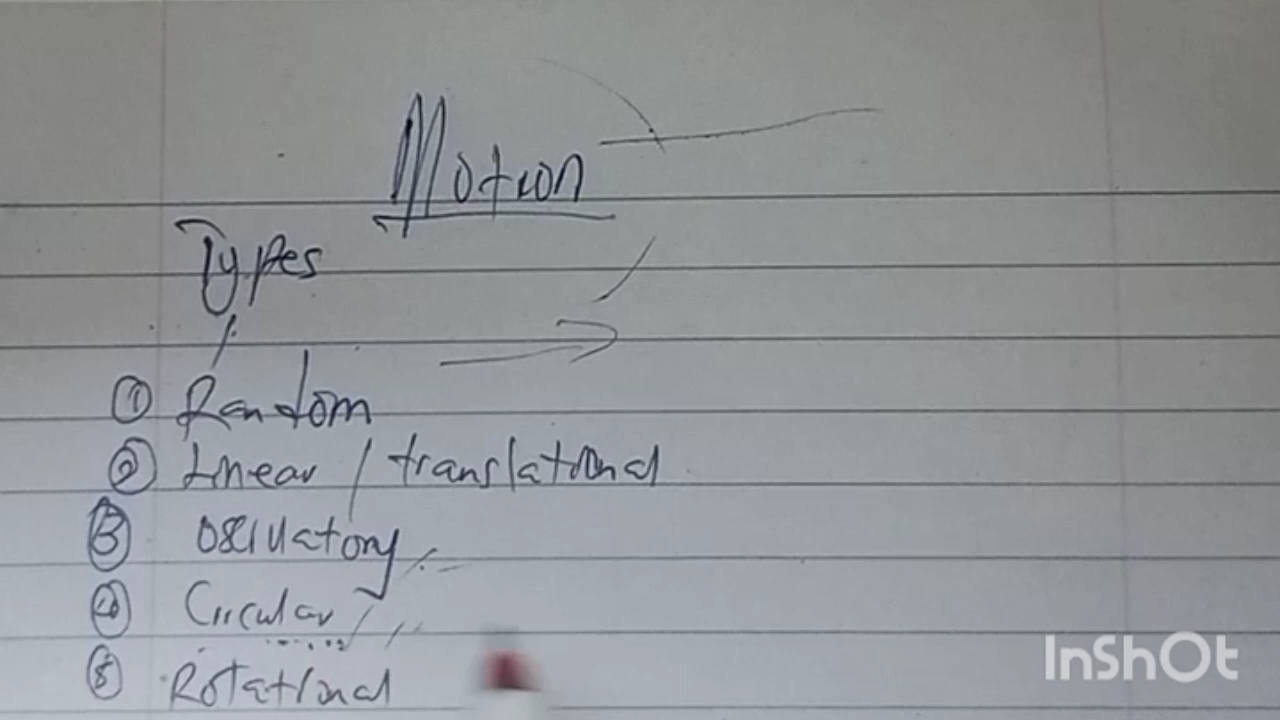 Motion
Types
① Random
② Linear / translational
③ Oscillatory
④ Circular
⑤ Rotational
InShOt